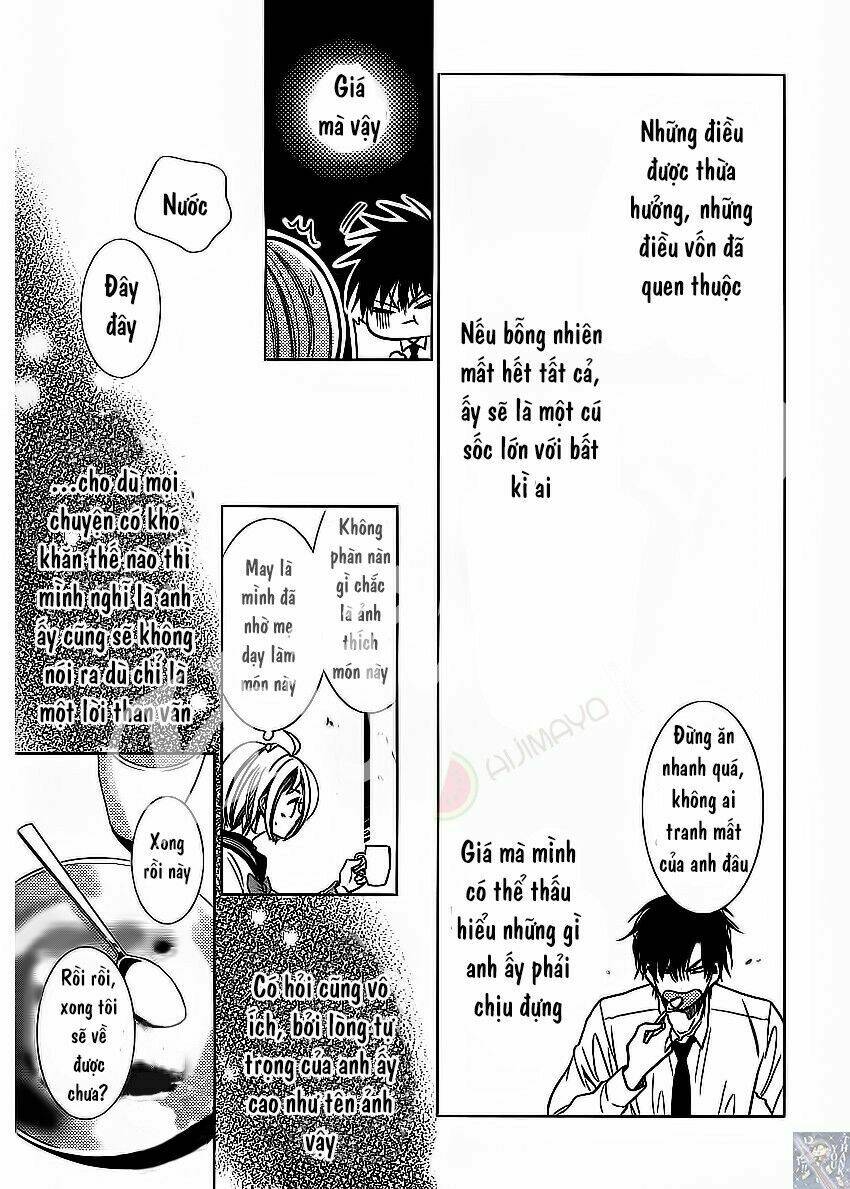 Những điều
được thừa
hưởng, những
điều vốn đã
quen thuộc
Nếu bỗng nhiên
mất hết tất cả,
ấy sẽ là một cú
sốc lớn với bất
kì ai
Đừng ăn
nhanh quá,
không ai
tranh mất
của anh đâu
Giá mà mình
có thể thấu
hiểu những gì
anh ấy phải
chịu đựng
Giá
mà vậy
Nước
Đây
đây
Không
phàn nàn
gì chắc
là ảnh
thích
món này
May là
mình đã
nhờ mẹ
dạy làm
món này
...cho dù mọi
chuyện có khó
khăn thế nào thì
mình nghĩ là anh
ấy cũng sẽ không
nói ra dù chỉ là
một lời than vãn
Có hỏi cũng vô
ích, bởi lòng tự
trọng của anh ấy
cao như tên ảnh
vậy
Xong
rồi này
Rồi rồi,
xong tôi
sẽ về
được
chưa?
AIJIMAYO